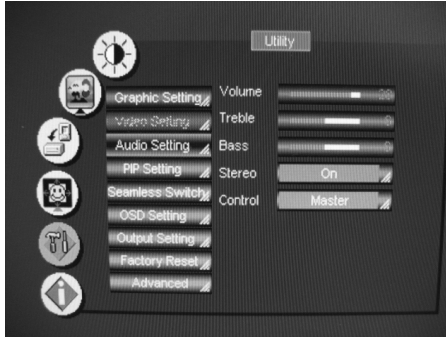 Utility
Graphic Setting
Video Setting
Audio Setting
PIP Setting
Seamless Switch
OSD Setting
Output Setting
Factory Reset
Advanced
Volume
Treble
Bass
Stereo On
Control Master